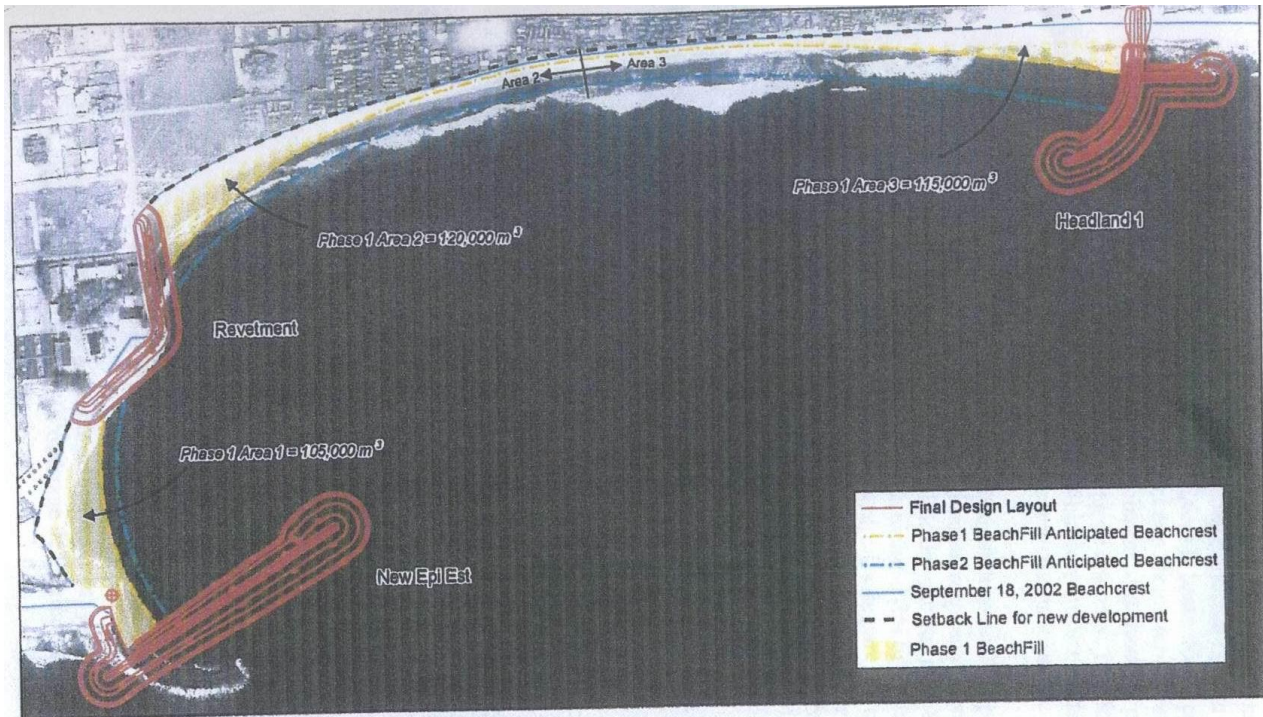 Area 2
Area 3
Phase 1 Area 3 = 115,000 m³
Headland 1
Phase 1 Area 2 = 120,000 m³
Revetment
Phase 1 Area 1 = 105,000 m³
New Epi Est
Final Design Layout
Phase1 BeachFill Anticipated Beachcrest
Phase2 BeachFill Anticipated Beachcrest
September 18, 2002 Beachcrest
Setback Line for new development
Phase 1 BeachFill